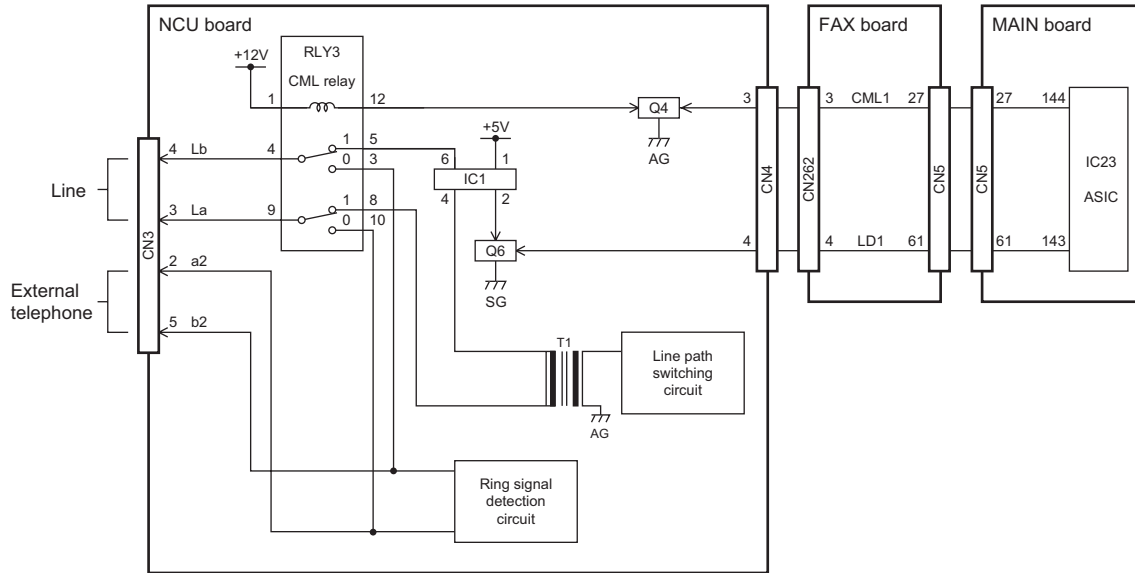 NCU board
FAX board
MAIN board
+12V
RLY3
CML relay
1
12
Q4
AG
3
CN4
3
CML1
27
27
144
+5V
4
Lb
4
1
5
0
3
6
1
IC1
4
2
Line
3
La
9
1
8
0
10
CN262
CN5
CN5
IC23
ASIC
CN3
2
a2
Q6
SG
4
4
LD1
61
61
143
External
telephone
5
b2
T1
AG
Line path
switching
circuit
Ring signal
detection
circuit